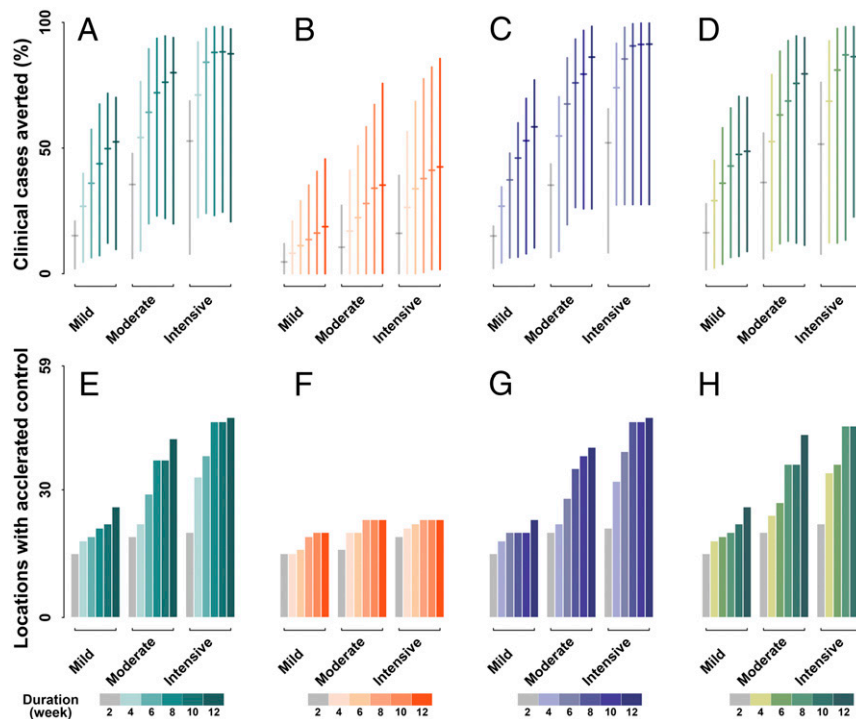 A B C D
Clinical cases averted (%)
100
50
0
Mild Moderate Intensive Mild Moderate Intensive Mild Moderate Intensive Mild Moderate Intensive
E F G H
Locations with acclerated control
59
30
0
Mild Moderate Intensive Mild Moderate Intensive Mild Moderate Intensive Mild Moderate Intensive
Duration
(week)
2 4 6 8 10 12 2 4 6 8 10 12 2 4 6 8 10 12 2 4 6 8 10 12